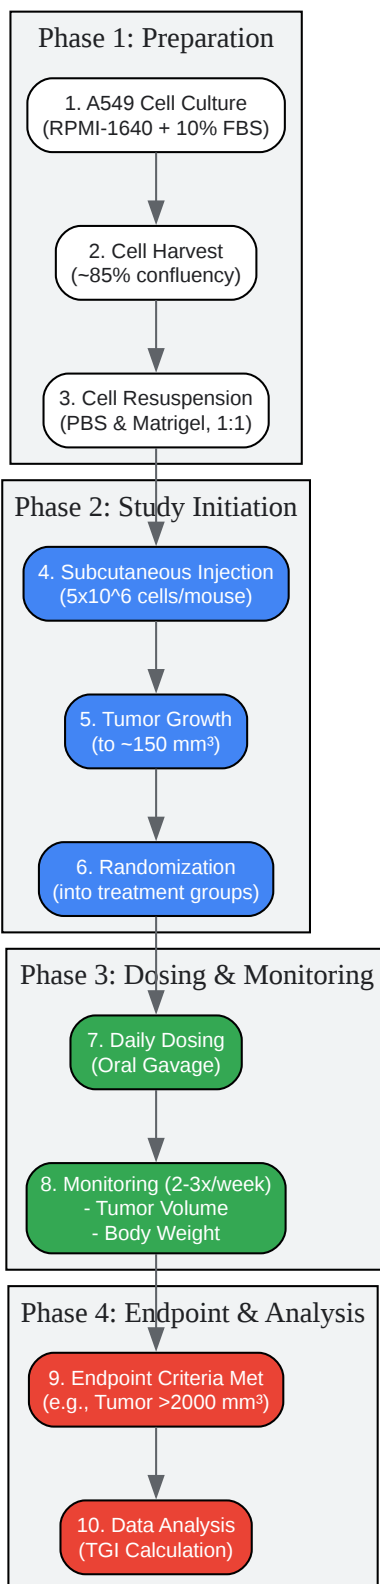 Phase 1: Preparation
1. A549 Cell Culture
(RPMI-1640 + 10% FBS)
2. Cell Harvest
(~85% confluency)
3. Cell Resuspension
(PBS & Matrigel, 1:1)
Phase 2: Study Initiation
4. Subcutaneous Injection
(5x10^6 cells/mouse)
5. Tumor Growth
(to ~150 mm³)
6. Randomization
(into treatment groups)
Phase 3: Dosing & Monitoring
7. Daily Dosing
(Oral Gavage)
8. Monitoring (2-3x/week)
- Tumor Volume
- Body Weight
Phase 4: Endpoint & Analysis
9. Endpoint Criteria Met
(e.g., Tumor >2000 mm³)
10. Data Analysis
(TGI Calculation)